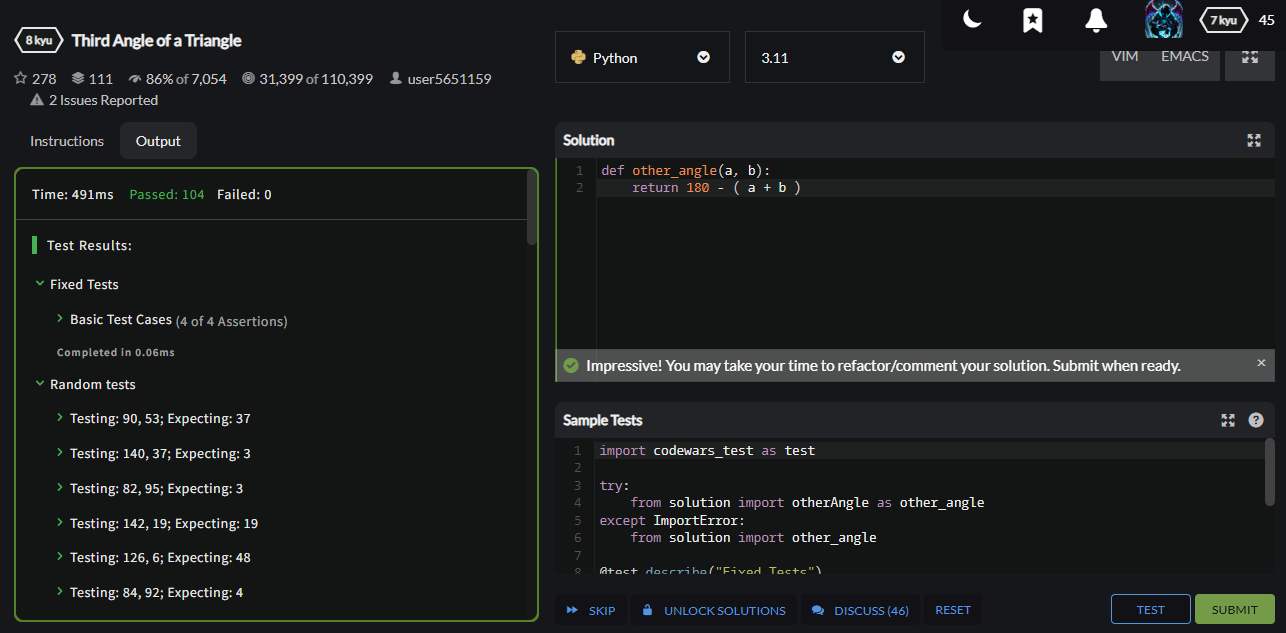 8 kyu Third Angle of a Triangle
278 111 86% of 7,054 31,399 of 110,399 user5651159
2 Issues Reported
Python 3.11
7 kyu 45
VIM EMACS
Instructions Output
Time: 491ms Passed: 104 Failed: 0
Test Results:
Fixed Tests
Basic Test Cases (4 of 4 Assertions)
Completed in 0.06ms
Random tests
Testing: 90, 53; Expecting: 37
Testing: 140, 37; Expecting: 3
Testing: 82, 95; Expecting: 3
Testing: 142, 19; Expecting: 19
Testing: 126, 6; Expecting: 48
Testing: 84, 92; Expecting: 4
Solution
1 def other_angle(a, b):
2     return 180 - ( a + b )
Impressive! You may take your time to refactor/comment your solution. Submit when ready. ×
Sample Tests ?
1 import codewars_test as test
2
3 try:
4     from solution import otherAngle as other_angle
5 except ImportError:
6     from solution import other_angle
7
8 @test.describe("Fixed Tests")
SKIP UNLOCK SOLUTIONS DISCUSS (46) RESET TEST SUBMIT